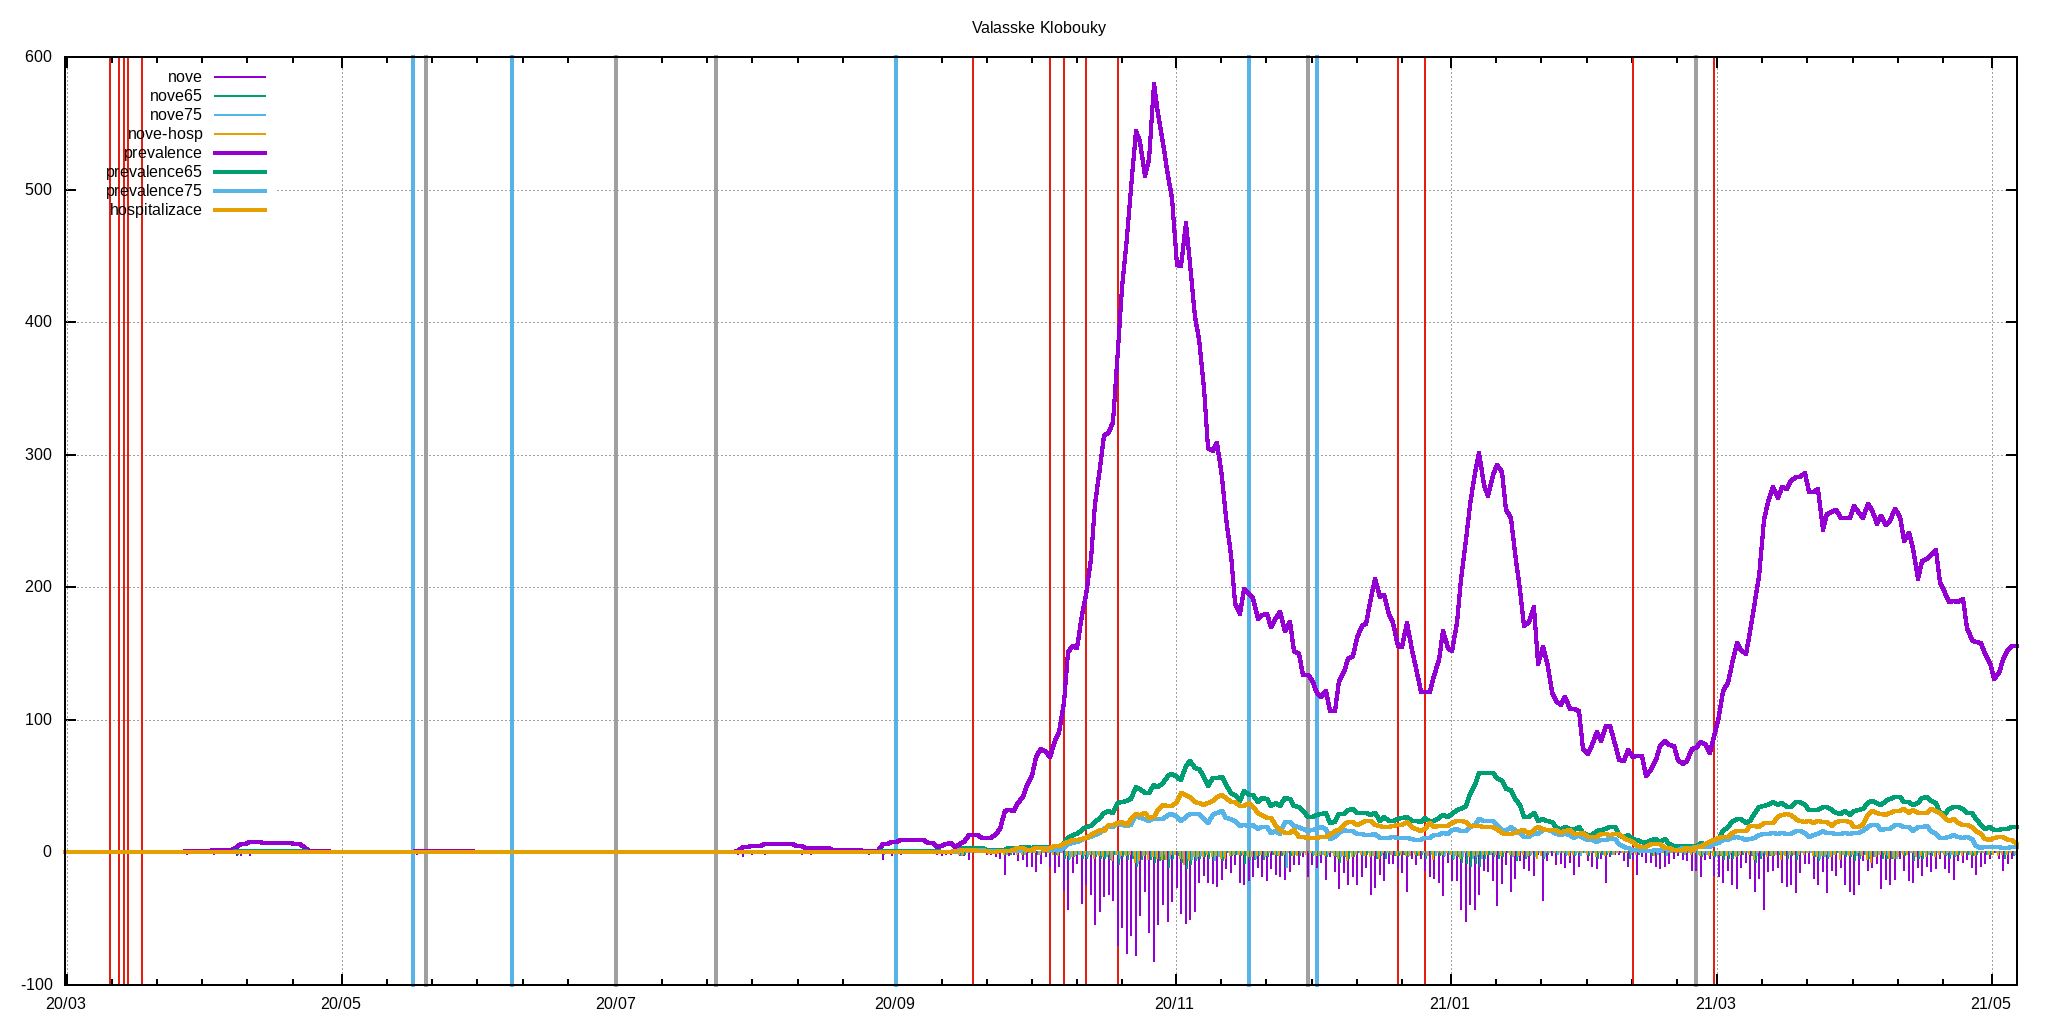 Valasske Klobouky
600
500
400
300
200
100
0
-100
nove
nove65
nove75
nove-hosp
prevalence
prevalence65
prevalence75
hospitalizace
20/03 20/05 20/07 20/09 20/11 21/01 21/03 21/05